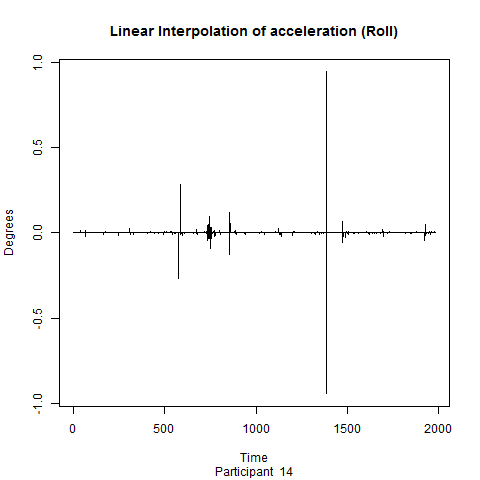 Linear Interpolation of acceleration (Roll)
1.0
0.5
0.0
-0.5
-1.0
Degrees
0 500 1000 1500 2000
Time
Participant 14